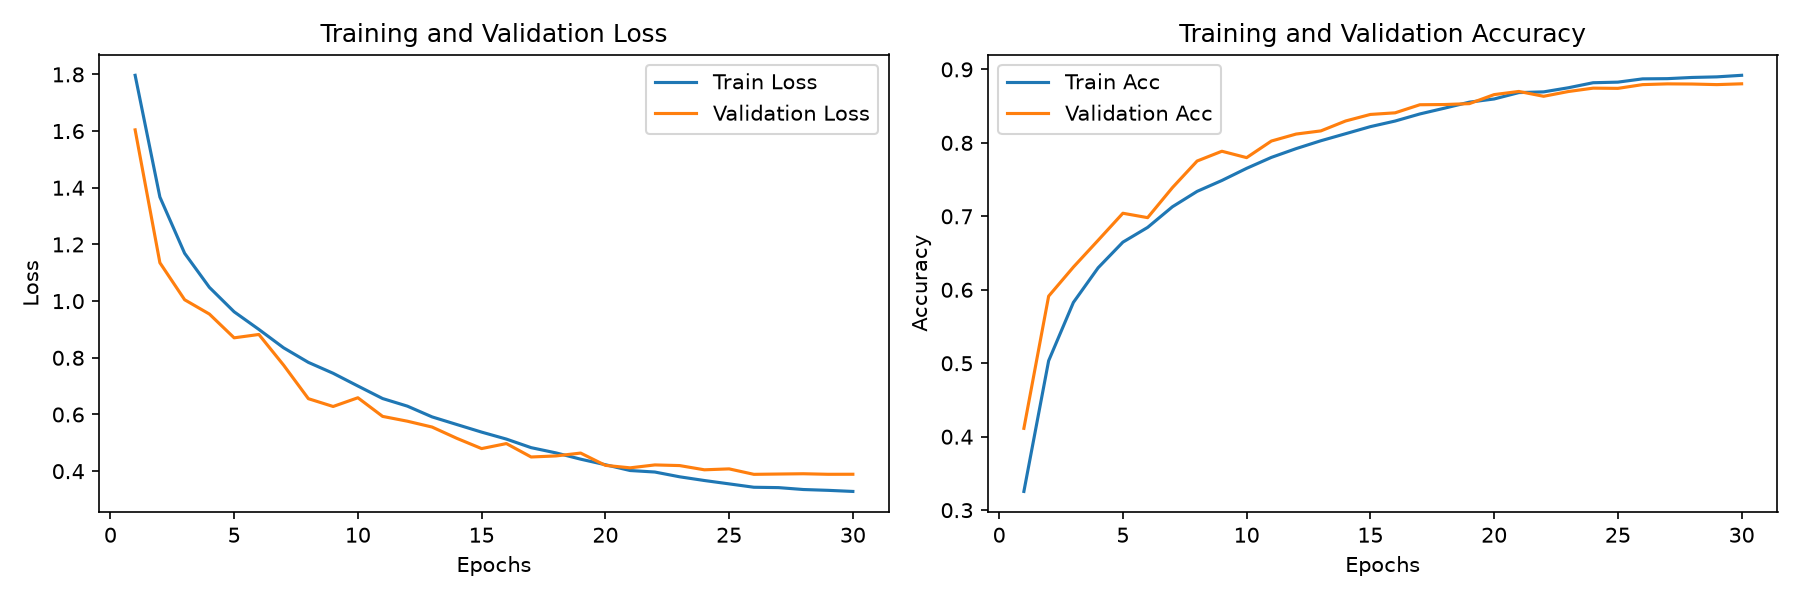 Training and Validation Loss
1.8
1.6
1.4
1.2
1.0
0.8
0.6
0.4
Loss
Train Loss
Validation Loss
0 5 10 15 20 25 30
Epochs
Training and Validation Accuracy
0.9
0.8
0.7
0.6
0.5
0.4
0.3
Accuracy
Train Acc
Validation Acc
0 5 10 15 20 25 30
Epochs